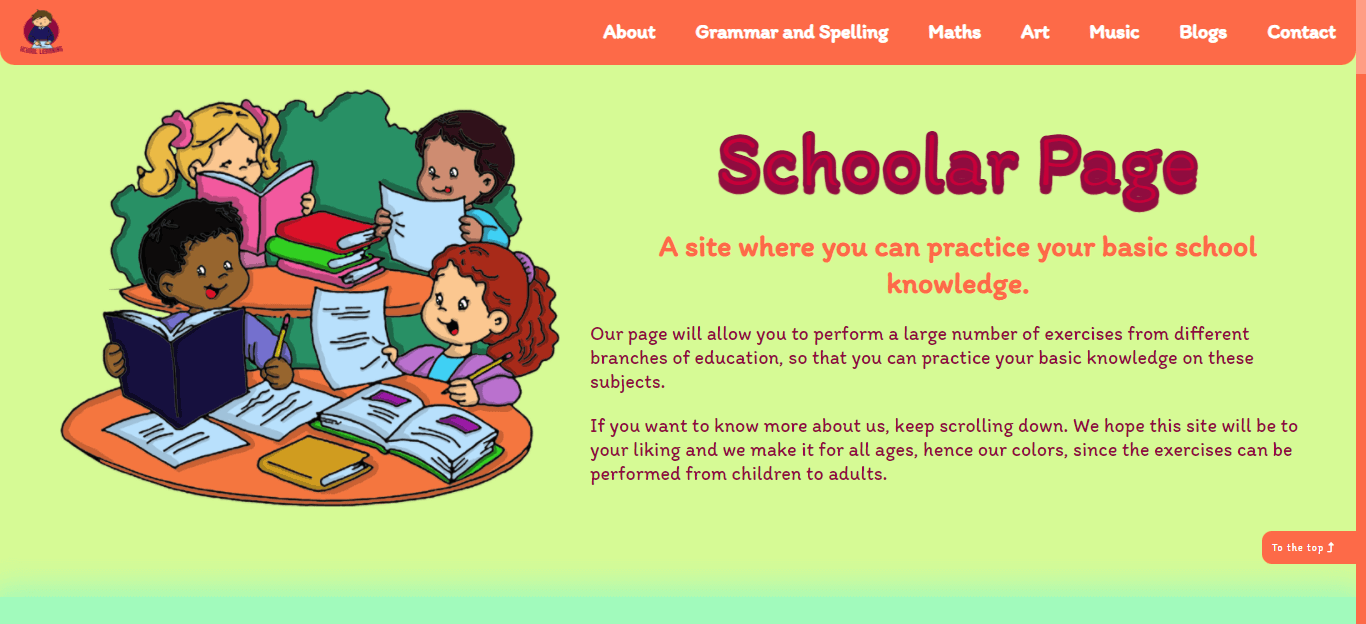 SCHOOL LEARNING
About Grammar and Spelling Maths Art Music Blogs Contact
Schoolar Page
A site where you can practice your basic school
knowledge.
Our page will allow you to perform a large number of exercises from different
branches of education, so that you can practice your basic knowledge on these
subjects.
If you want to know more about us, keep scrolling down. We hope this site will be to
your liking and we make it for all ages, hence our colors, since the exercises can be
performed from children to adults.
To the top ⤴